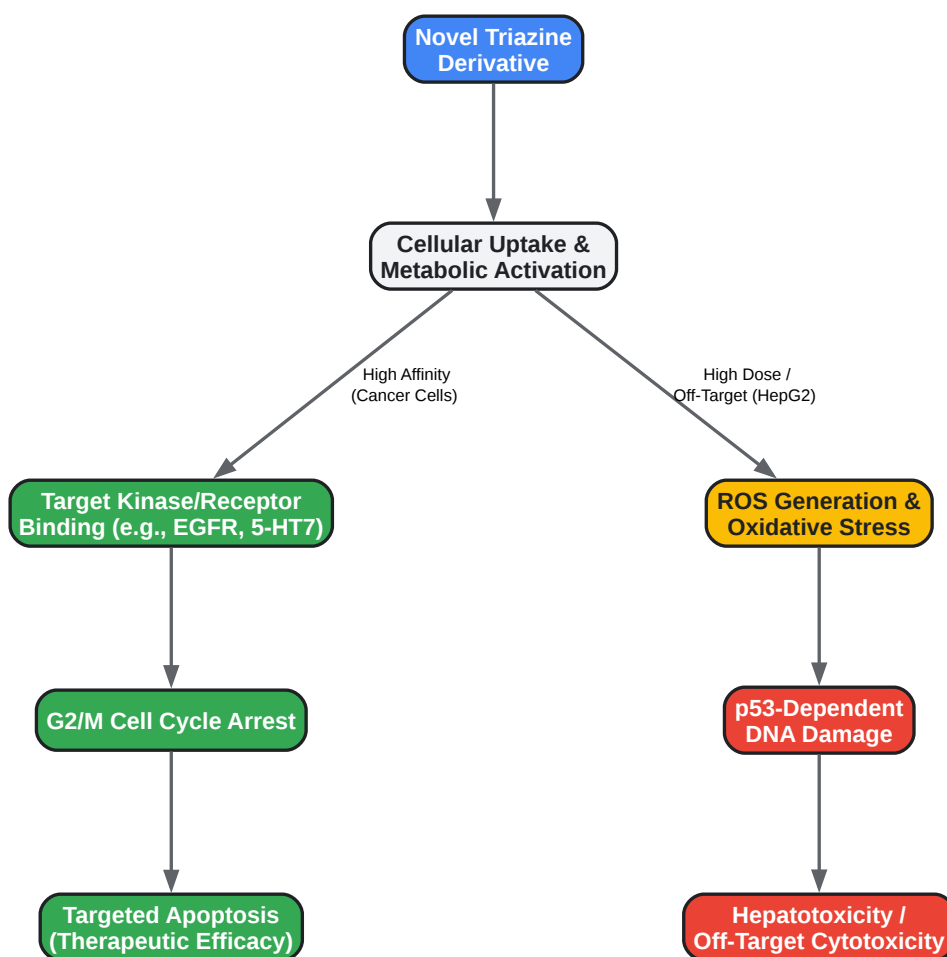 Novel Triazine
Derivative
Cellular Uptake &
Metabolic Activation
High Affinity
(Cancer Cells)
High Dose /
Off-Target (HepG2)
Target Kinase/Receptor
Binding (e.g., EGFR, 5-HT7)
ROS Generation &
Oxidative Stress
G2/M Cell Cycle Arrest
p53-Dependent
DNA Damage
Targeted Apoptosis
(Therapeutic Efficacy)
Hepatotoxicity /
Off-Target Cytotoxicity